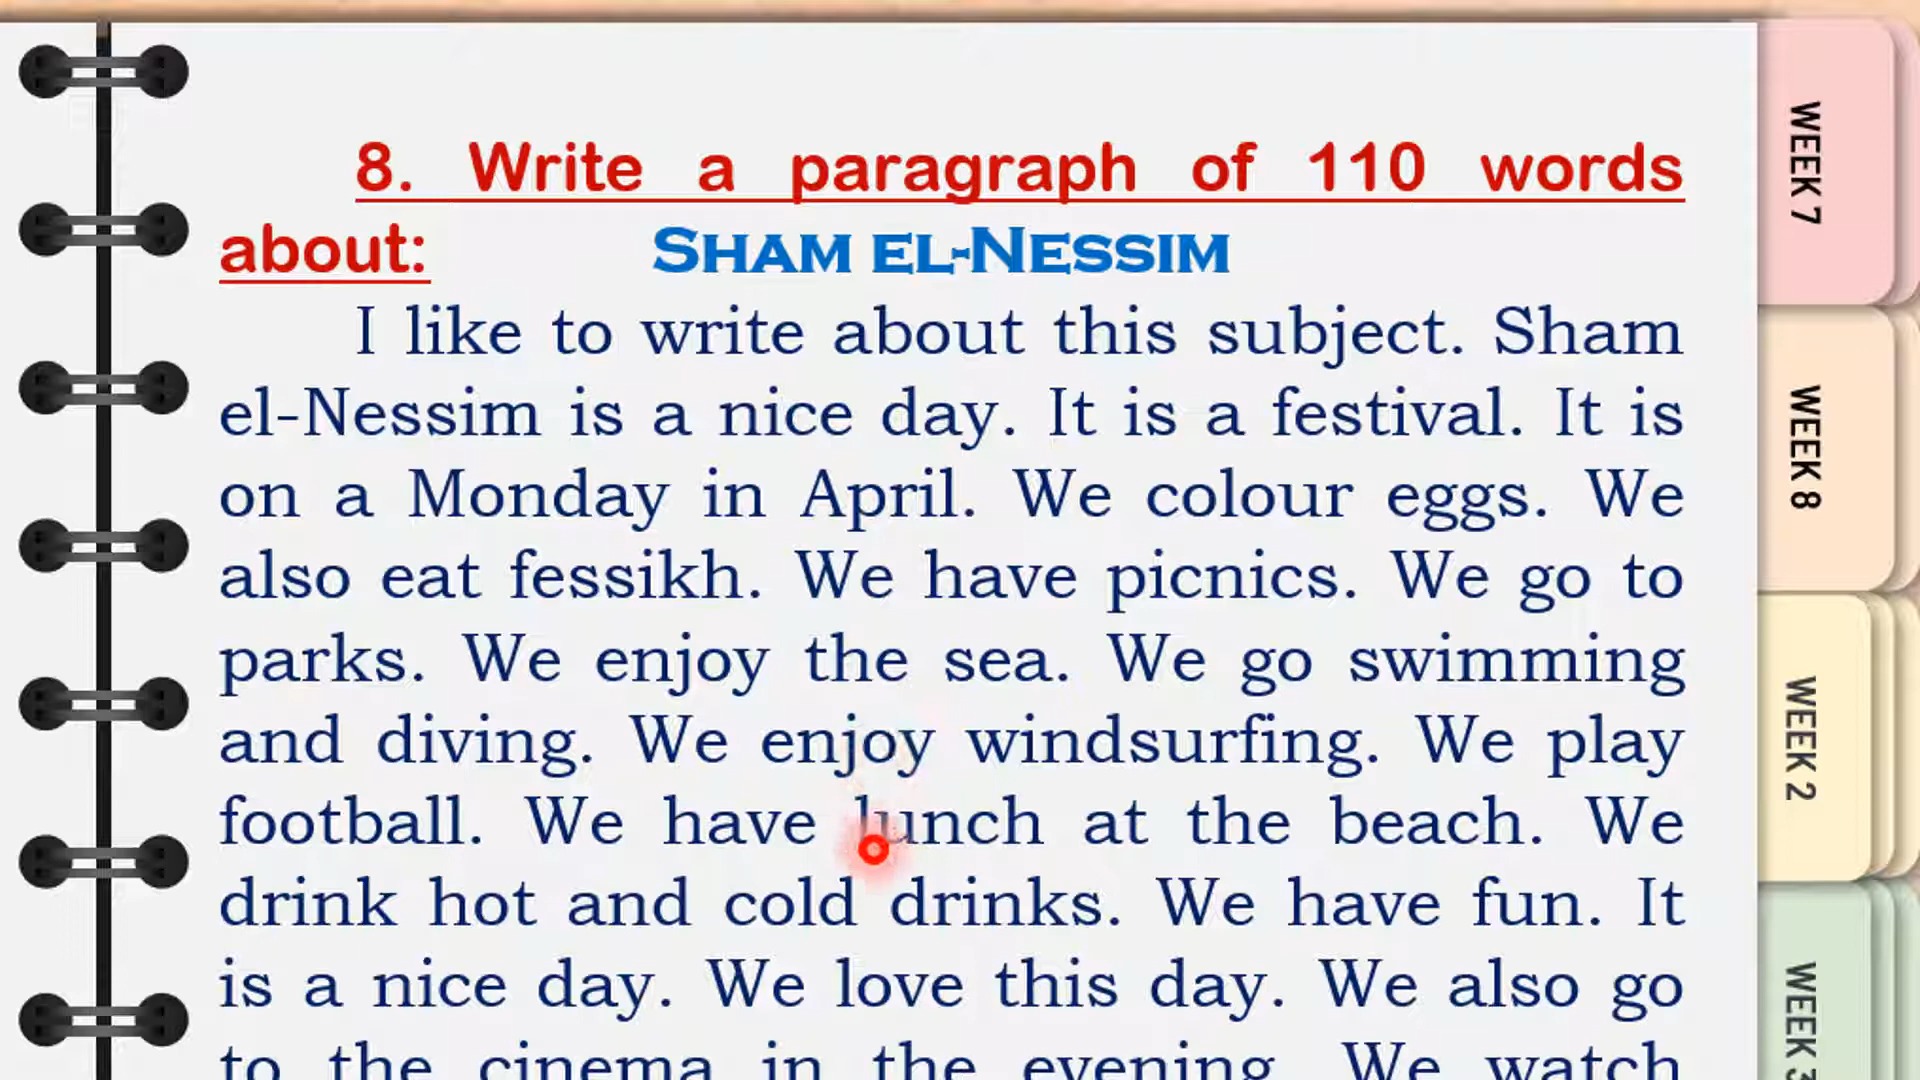 8. Write a paragraph of 110 words
about: SHAM EL-NESSIM
I like to write about this subject. Sham
el-Nessim is a nice day. It is a festival. It is
on a Monday in April. We colour eggs. We
also eat fessikh. We have picnics. We go to
parks. We enjoy the sea. We go swimming
and diving. We enjoy windsurfing. We play
football. We have lunch at the beach. We
drink hot and cold drinks. We have fun. It
is a nice day. We love this day. We also go
to the cinema in the evening. We watch
WEEK 7
WEEK 8
WEEK 2
WEEK 3